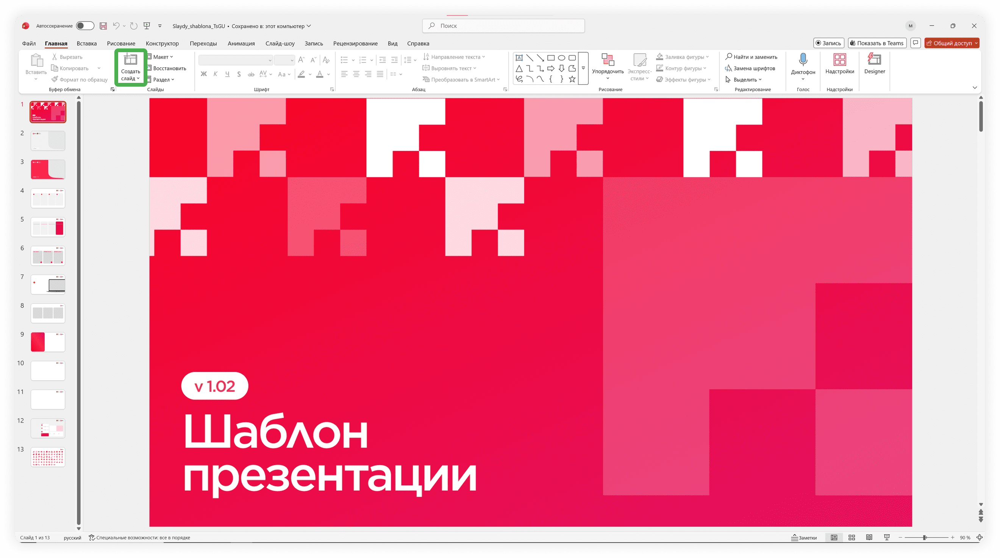 Автосохранение
Slaydy_shablona_TsGU • Сохранено в: этот компьютер
Поиск
М
Файл Главная Вставка Рисование Конструктор Переходы Анимация Слайд-шоу Запись Рецензирование Вид Справка
Запись Показать в Teams Общий доступ
Вставить
Вырезать
Копировать
Формат по образцу
Буфер обмена
Создать
слайд
Макет
Восстановить
Раздел
Слайды
Ж К Ч S ab AV Aa A
Шрифт
Направление текста
Выровнять текст
Преобразовать в SmartArt
Абзац
Упорядочить
Экспресс-
стили
Заливка фигуры
Контур фигуры
Эффекты фигуры
Рисование
Найти и заменить
Замена шрифтов
Выделить
Редактирование
Диктофон
Голос
Надстройки
Надстройки
Designer
1
Шаблон
презентации
2
3
4
5
6
7
8
9
10
11
12
13
v 1.02
Шаблон
презентации
Слайд 1 из 13 русский Специальные возможности: все в порядке Заметки 90 %